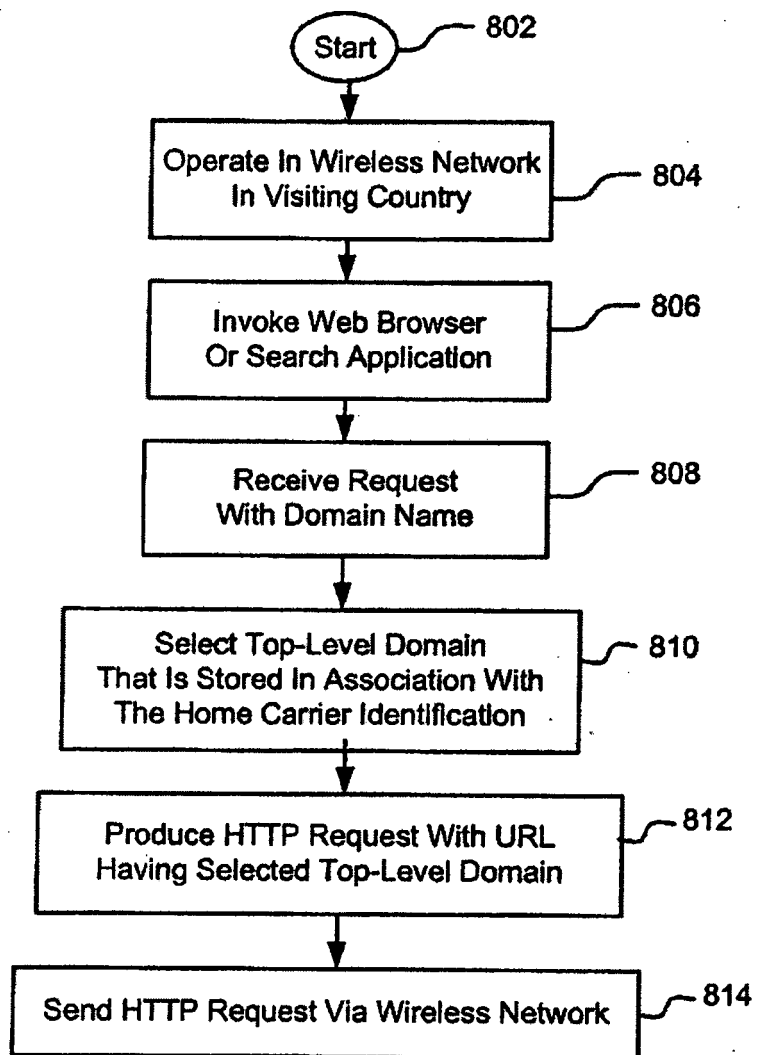 Start
802
Operate In Wireless Network
In Visiting Country
804
Invoke Web Browser
Or Search Application
806
Receive Request
With Domain Name
808
Select Top-Level Domain
That Is Stored In Association With
The Home Carrier Identification
810
Produce HTTP Request With URL
Having Selected Top-Level Domain
812
Send HTTP Request Via Wireless Network
814